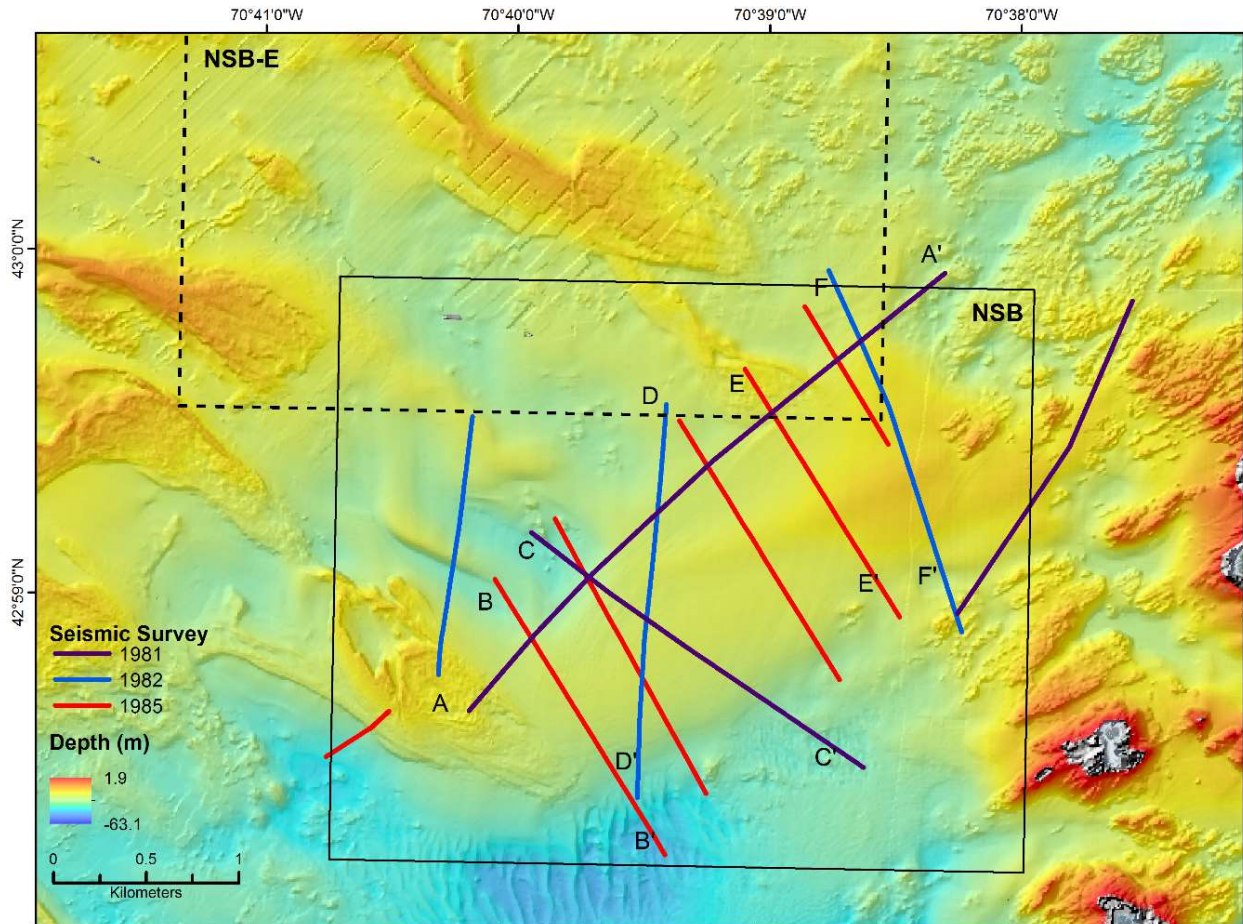 70°41'0"W 70°40'0"W 70°39'0"W 70°38'0"W
NSB-E
43°0'0"N
A'
F
NSB
E
D
C
E'
F'
B
42°59'0"N
Seismic Survey
1981
1982
1985
A
D'
C'
Depth (m)
1.9
-63.1
B'
0 0.5 1
Kilometers